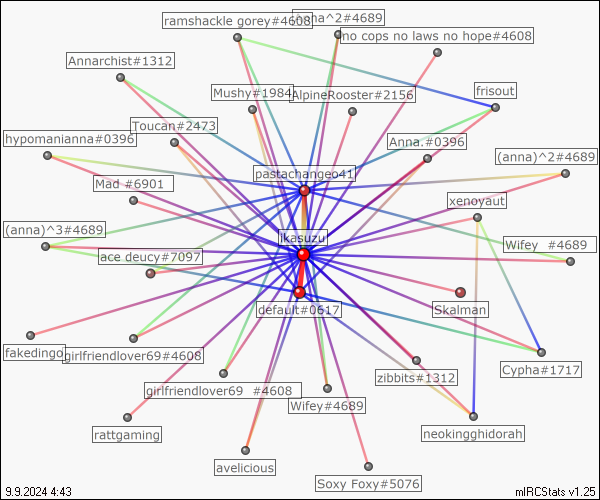 ramshackle gorey#4608
anna^2#4689
no cops no laws no hope#4608
Annarchist#1312
Mushy#1984
AlpineRooster#2156
frisout
Toucan#2473
hypomanianna#0396
Anna.#0396
(anna)^2#4689
pastachangeo41
Mad #6901
xenoyaut
(anna)^3#4689
ikasuzu
Wifey  #4689
ace deucy#7097
default#0617
Skalman
fakedingo
girlfriendlover69#4608
Cypha#1717
zibbits#1312
girlfriendlover69  #4608
Wifey#4689
rattgaming
neokingghidorah
avelicious
Soxy Foxy#5076
9.9.2024 4:43
mIRCStats v1.25